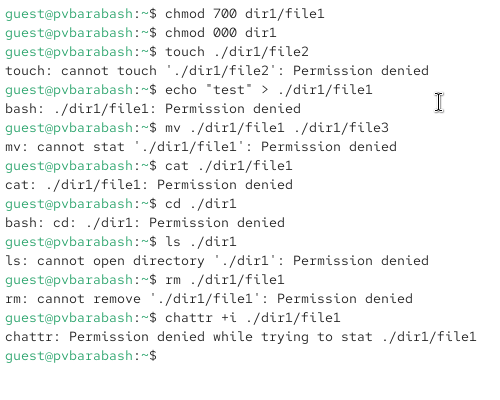 guest@pvbarabash:~$ chmod 700 dir1/file1
guest@pvbarabash:~$ chmod 000 dir1
guest@pvbarabash:~$ touch ./dir1/file2
touch: cannot touch './dir1/file2': Permission denied
guest@pvbarabash:~$ echo "test" > ./dir1/file1
bash: ./dir1/file1: Permission denied
guest@pvbarabash:~$ mv ./dir1/file1 ./dir1/file3
mv: cannot stat './dir1/file1': Permission denied
guest@pvbarabash:~$ cat ./dir1/file1
cat: ./dir1/file1: Permission denied
guest@pvbarabash:~$ cd ./dir1
bash: cd: ./dir1: Permission denied
guest@pvbarabash:~$ ls ./dir1
ls: cannot open directory './dir1': Permission denied
guest@pvbarabash:~$ rm ./dir1/file1
rm: cannot remove './dir1/file1': Permission denied
guest@pvbarabash:~$ chattr +i ./dir1/file1
chattr: Permission denied while trying to stat ./dir1/file1
guest@pvbarabash:~$